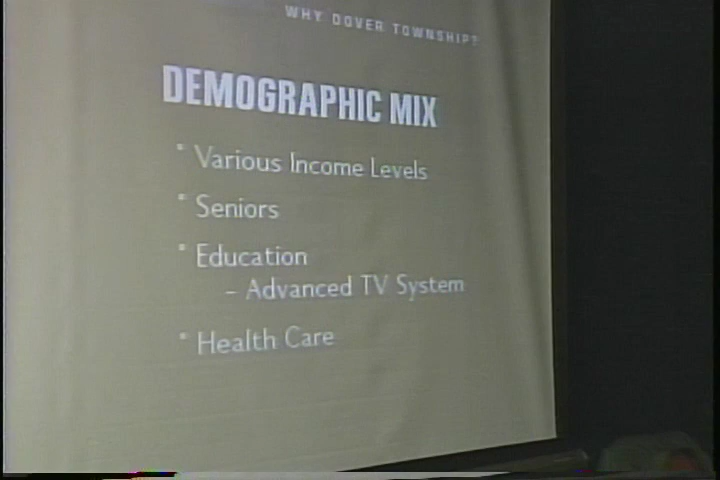 WHY DOVER TOWNSHIP?
DEMOGRAPHIC MIX
* Various Income Levels
* Seniors
* Education
– Advanced TV System
* Health Care